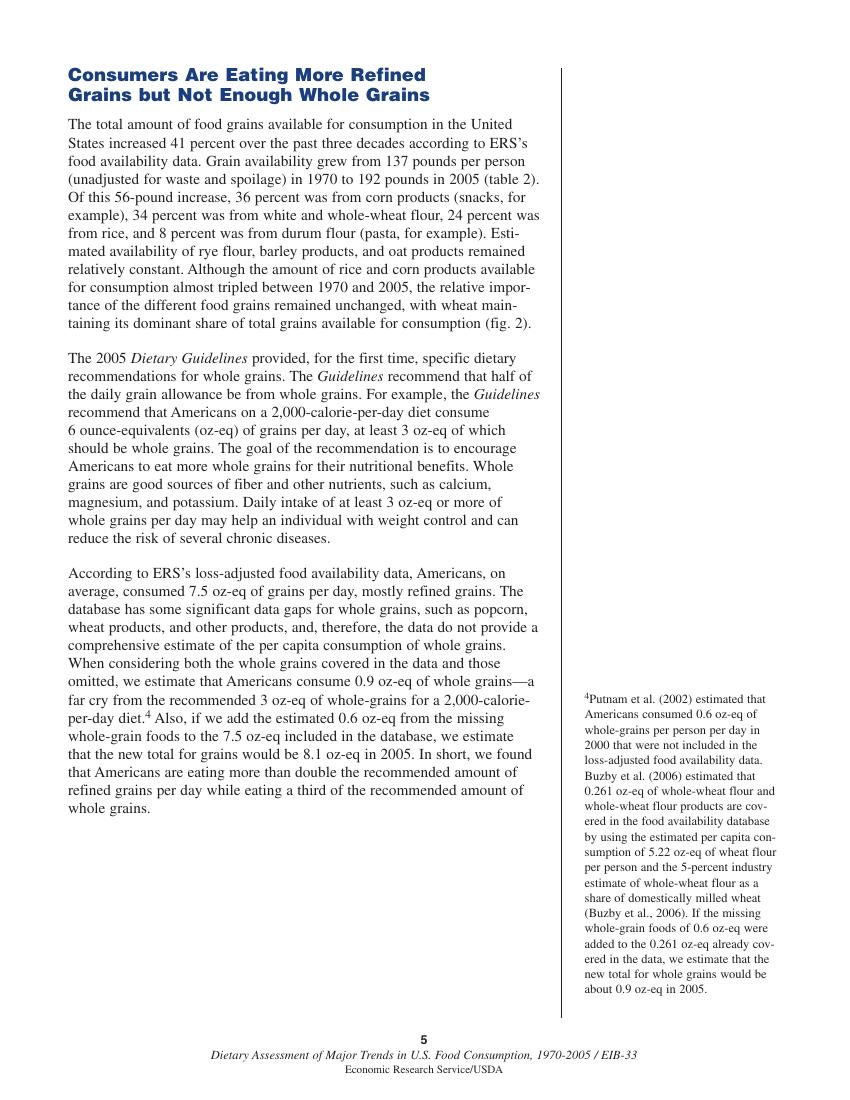 Consumers Are Eating More Refined
Grains but Not Enough Whole Grains
The total amount of food grains available for consumption in the United
States increased 41 percent over the past three decades according to ERS's
food availability data. Grain availability grew from 137 pounds per person
(unadjusted for waste and spoilage) in 1970 to 192 pounds in 2005 (table 2).
Of this 56-pound increase, 36 percent was from corn products (snacks, for
example), 34 percent was from white and whole-wheat flour, 24 percent was
from rice, and 8 percent was from durum flour (pasta, for example). Esti-
mated availability of rye flour, barley products, and oat products remained
relatively constant. Although the amount of rice and corn products available
for consumption almost tripled between 1970 and 2005, the relative impor-
tance of the different food grains remained unchanged, with wheat main-
taining its dominant share of total grains available for consumption (fig. 2).
The 2005 Dietary Guidelines provided, for the first time, specific dietary
recommendations for whole grains. The Guidelines recommend that half of
the daily grain allowance be from whole grains. For example, the Guidelines
recommend that Americans on a 2,000-calorie-per-day diet consume
6 ounce-equivalents (oz-eq) of grains per day, at least 3 oz-eq of which
should be whole grains. The goal of the recommendation is to encourage
Americans to eat more whole grains for their nutritional benefits. Whole
grains are good sources of fiber and other nutrients, such as calcium,
magnesium, and potassium. Daily intake of at least 3 oz-eq or more of
whole grains per day may help an individual with weight control and can
reduce the risk of several chronic diseases.
According to ERS's loss-adjusted food availability data, Americans, on
average, consumed 7.5 oz-eq of grains per day, mostly refined grains. The
database has some significant data gaps for whole grains, such as popcorn,
wheat products, and other products, and, therefore, the data do not provide a
comprehensive estimate of the per capita consumption of whole grains.
When considering both the whole grains covered in the data and those
omitted, we estimate that Americans consume 0.9 oz-eq of whole grains—a
far cry from the recommended 3 oz-eq of whole-grains for a 2,000-calorie-
per-day diet.4 Also, if we add the estimated 0.6 oz-eq from the missing
whole-grain foods to the 7.5 oz-eq included in the database, we estimate
that the new total for grains would be 8.1 oz-eq in 2005. In short, we found
that Americans are eating more than double the recommended amount of
refined grains per day while eating a third of the recommended amount of
whole grains.
4Putnam et al. (2002) estimated that
Americans consumed 0.6 oz-eq of
whole-grains per person per day in
2000 that were not included in the
loss-adjusted food availability data.
Buzby et al. (2006) estimated that
0.261 oz-eq of whole-wheat flour and
whole-wheat flour products are cov-
ered in the food availability database
by using the estimated per capita con-
sumption of 5.22 oz-eq of wheat flour
per person and the 5-percent industry
estimate of whole-wheat flour as a
share of domestically milled wheat
(Buzby et al., 2006). If the missing
whole-grain foods of 0.6 oz-eq were
added to the 0.261 oz-eq already cov-
ered in the data, we estimate that the
new total for whole grains would be
about 0.9 oz-eq in 2005.
5
Dietary Assessment of Major Trends in U.S. Food Consumption, 1970-2005 / EIB-33
Economic Research Service/USDA